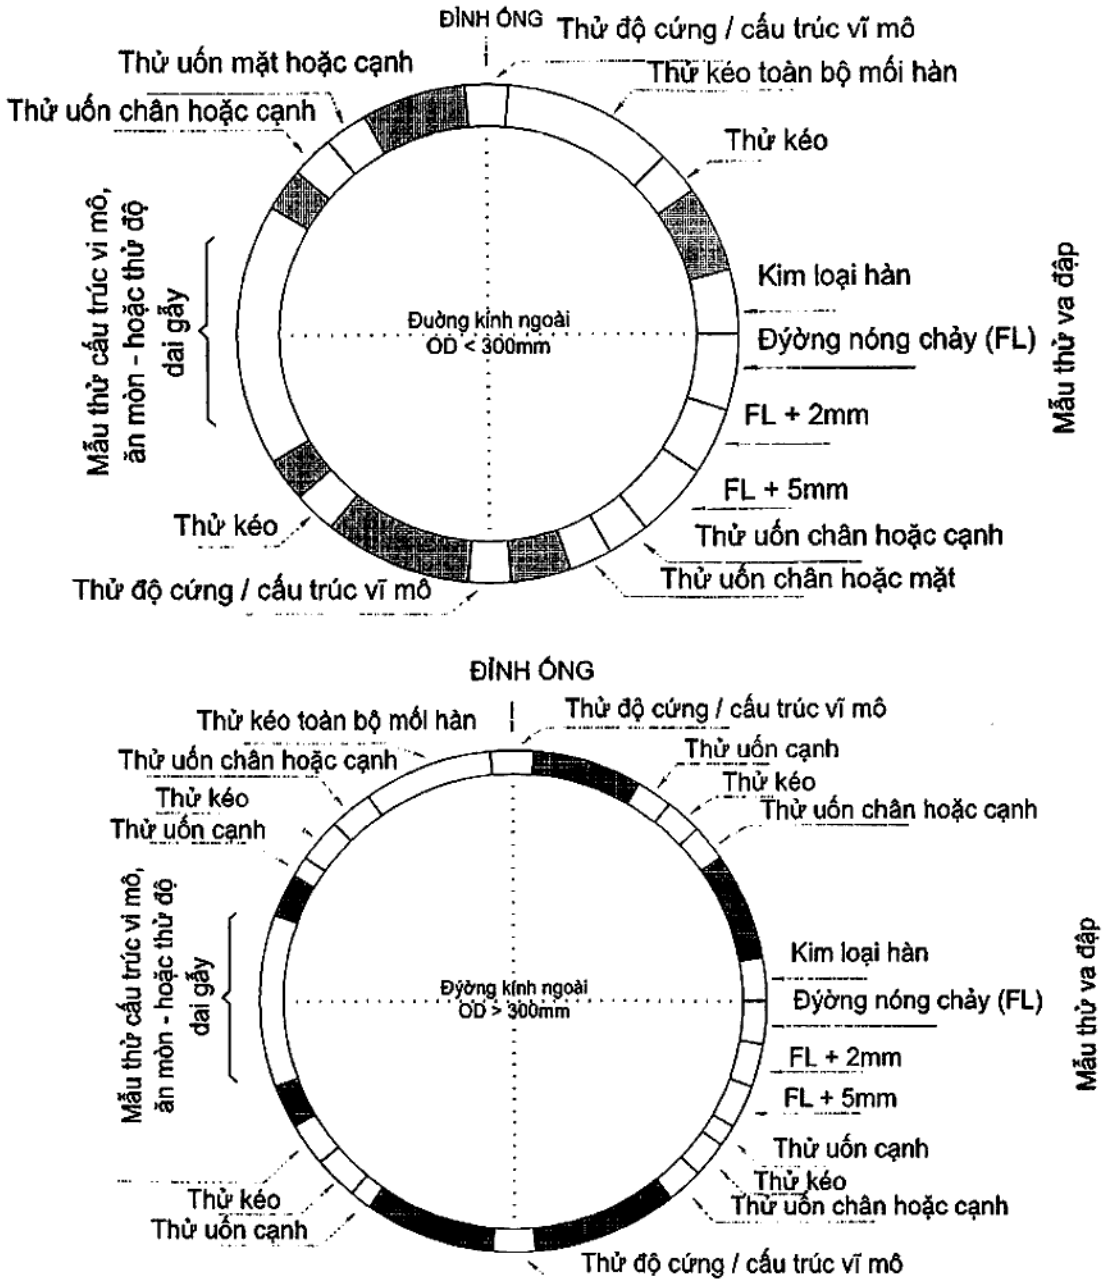 ĐỈNH ỐNG
Thử độ cứng / cấu trúc vĩ mô
Thử uốn mặt hoặc cạnh
Thử kéo toàn bộ mối hàn
Thử uốn chân hoặc cạnh
Thử kéo
Mẫu thử cấu trúc vi mô,
ăn mòn - hoặc thử độ
dai gẫy
Kim loại hàn
Đuờng kính ngoài
OD < 300mm
Đýờng nóng chảy (FL)
Mẫu thử va đập
FL + 2mm
FL + 5mm
Thử kéo
Thử uốn chân hoặc cạnh
Thử uốn chân hoặc mặt
Thử độ cứng / cấu trúc vĩ mô
ĐỈNH ỐNG
Thử kéo toàn bộ mối hàn
Thử độ cứng / cấu trúc vĩ mô
Thử uốn chân hoặc cạnh
Thử uốn cạnh
Thử kéo
Thử kéo
Thử uốn cạnh
Thử uốn chân hoặc cạnh
Mẫu thử cấu trúc vi mô,
ăn mòn - hoặc thử độ
dai gẫy
Kim loại hàn
Đýờng kính ngoài
OD > 300mm
Đýờng nóng chảy (FL)
Mẫu thử va đập
FL + 2mm
FL + 5mm
Thử uốn cạnh
Thử kéo
Thử uốn chân hoặc cạnh
Thử kéo
Thử uốn cạnh
Thử độ cứng / cấu trúc vĩ mô